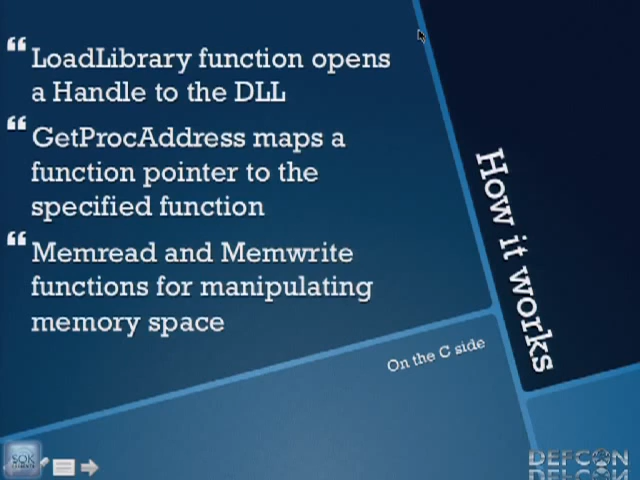 LoadLibrary function opens
a Handle to the DLL
GetProcAddress maps a
function pointer to the
specified function
Memread and Memwrite
functions for manipulating
memory space
How it works
On the C side
DEFCON